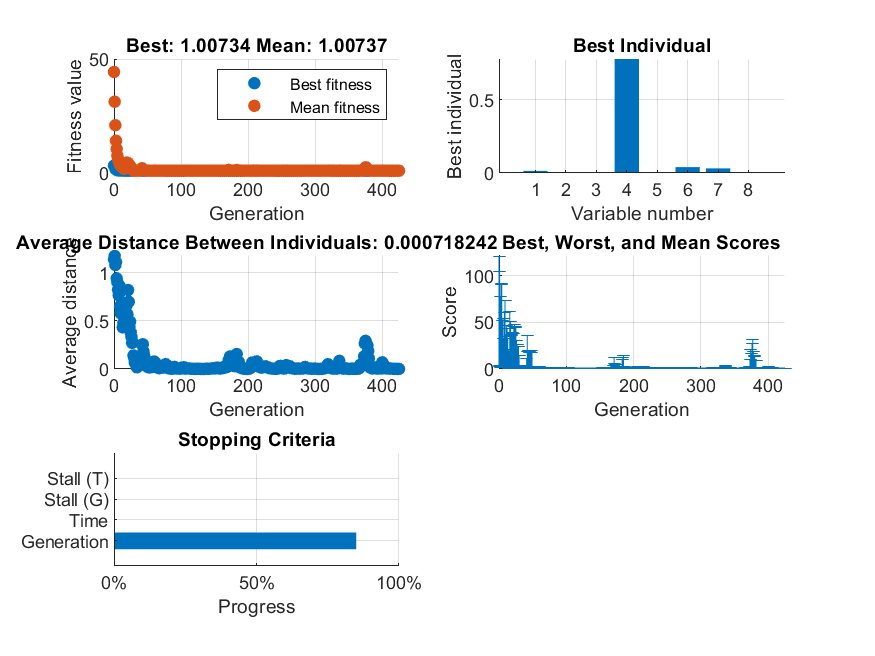 Best: 1.00734 Mean: 1.00737
Fitness value
50
0
Best fitness
Mean fitness
0 100 200 300 400
Generation
Best Individual
Best individual
0.5
0
1 2 3 4 5 6 7 8
Variable number
Average Distance Between Individuals: 0.000718242
Average distance
1
0.5
0
0 100 200 300 400
Generation
Best, Worst, and Mean Scores
Score
100
50
0
0 100 200 300 400
Generation
Stopping Criteria
Stall (T)
Stall (G)
Time
Generation
0% 50% 100%
Progress